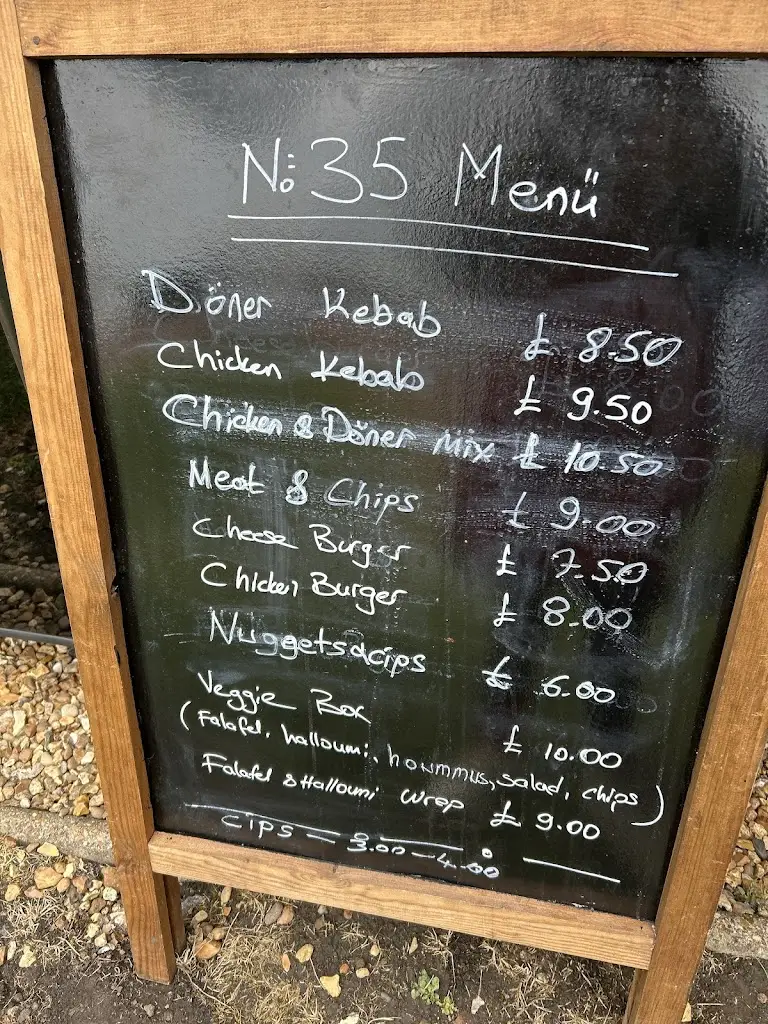 No: 35 Menü
Döner Kebab £ 8.50
Chicken Kebab £ 9.50
Chicken & Döner Mix £ 10.50
Meat & Chips £ 9.00
Cheese Burger £ 7.50
Chicken Burger £ 8.00
Nuggets&cips £ 6.00
Veggie Box £ 10.00
(Falafel, halloumi, hoummus, salad, chips)
Falafel & Halloumi wrap £ 9.00
cips — 3.00 - 4.00